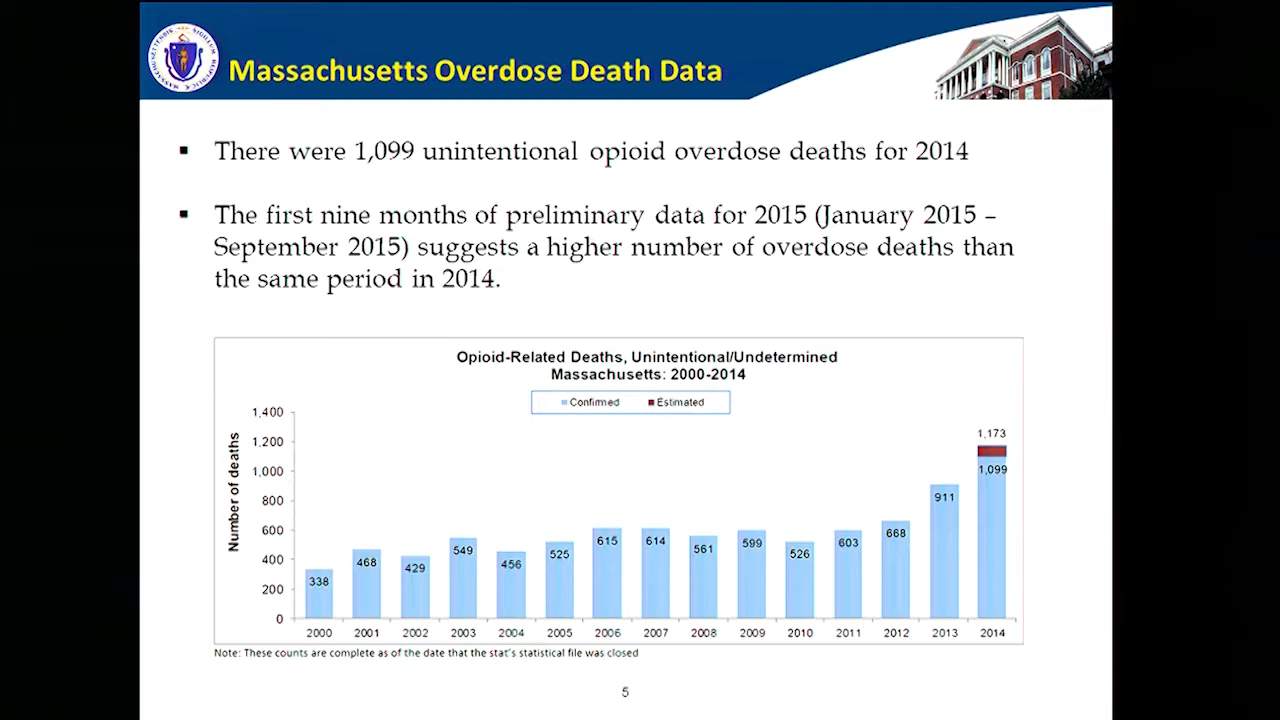 Massachusetts Overdose Death Data
▪ There were 1,099 unintentional opioid overdose deaths for 2014
▪ The first nine months of preliminary data for 2015 (January 2015 –
September 2015) suggests a higher number of overdose deaths than
the same period in 2014.
Opioid-Related Deaths, Unintentional/Undetermined
Massachusetts: 2000-2014
Confirmed Estimated
Number of deaths
1,400
1,200
1,000
800
600
400
200
0
338
468
429
549
456
525
615
614
561
599
526
603
668
911
1,173
1,099
2000 2001 2002 2003 2004 2005 2006 2007 2008 2009 2010 2011 2012 2013 2014
Note: These counts are complete as of the date that the stat's statistical file was closed
5